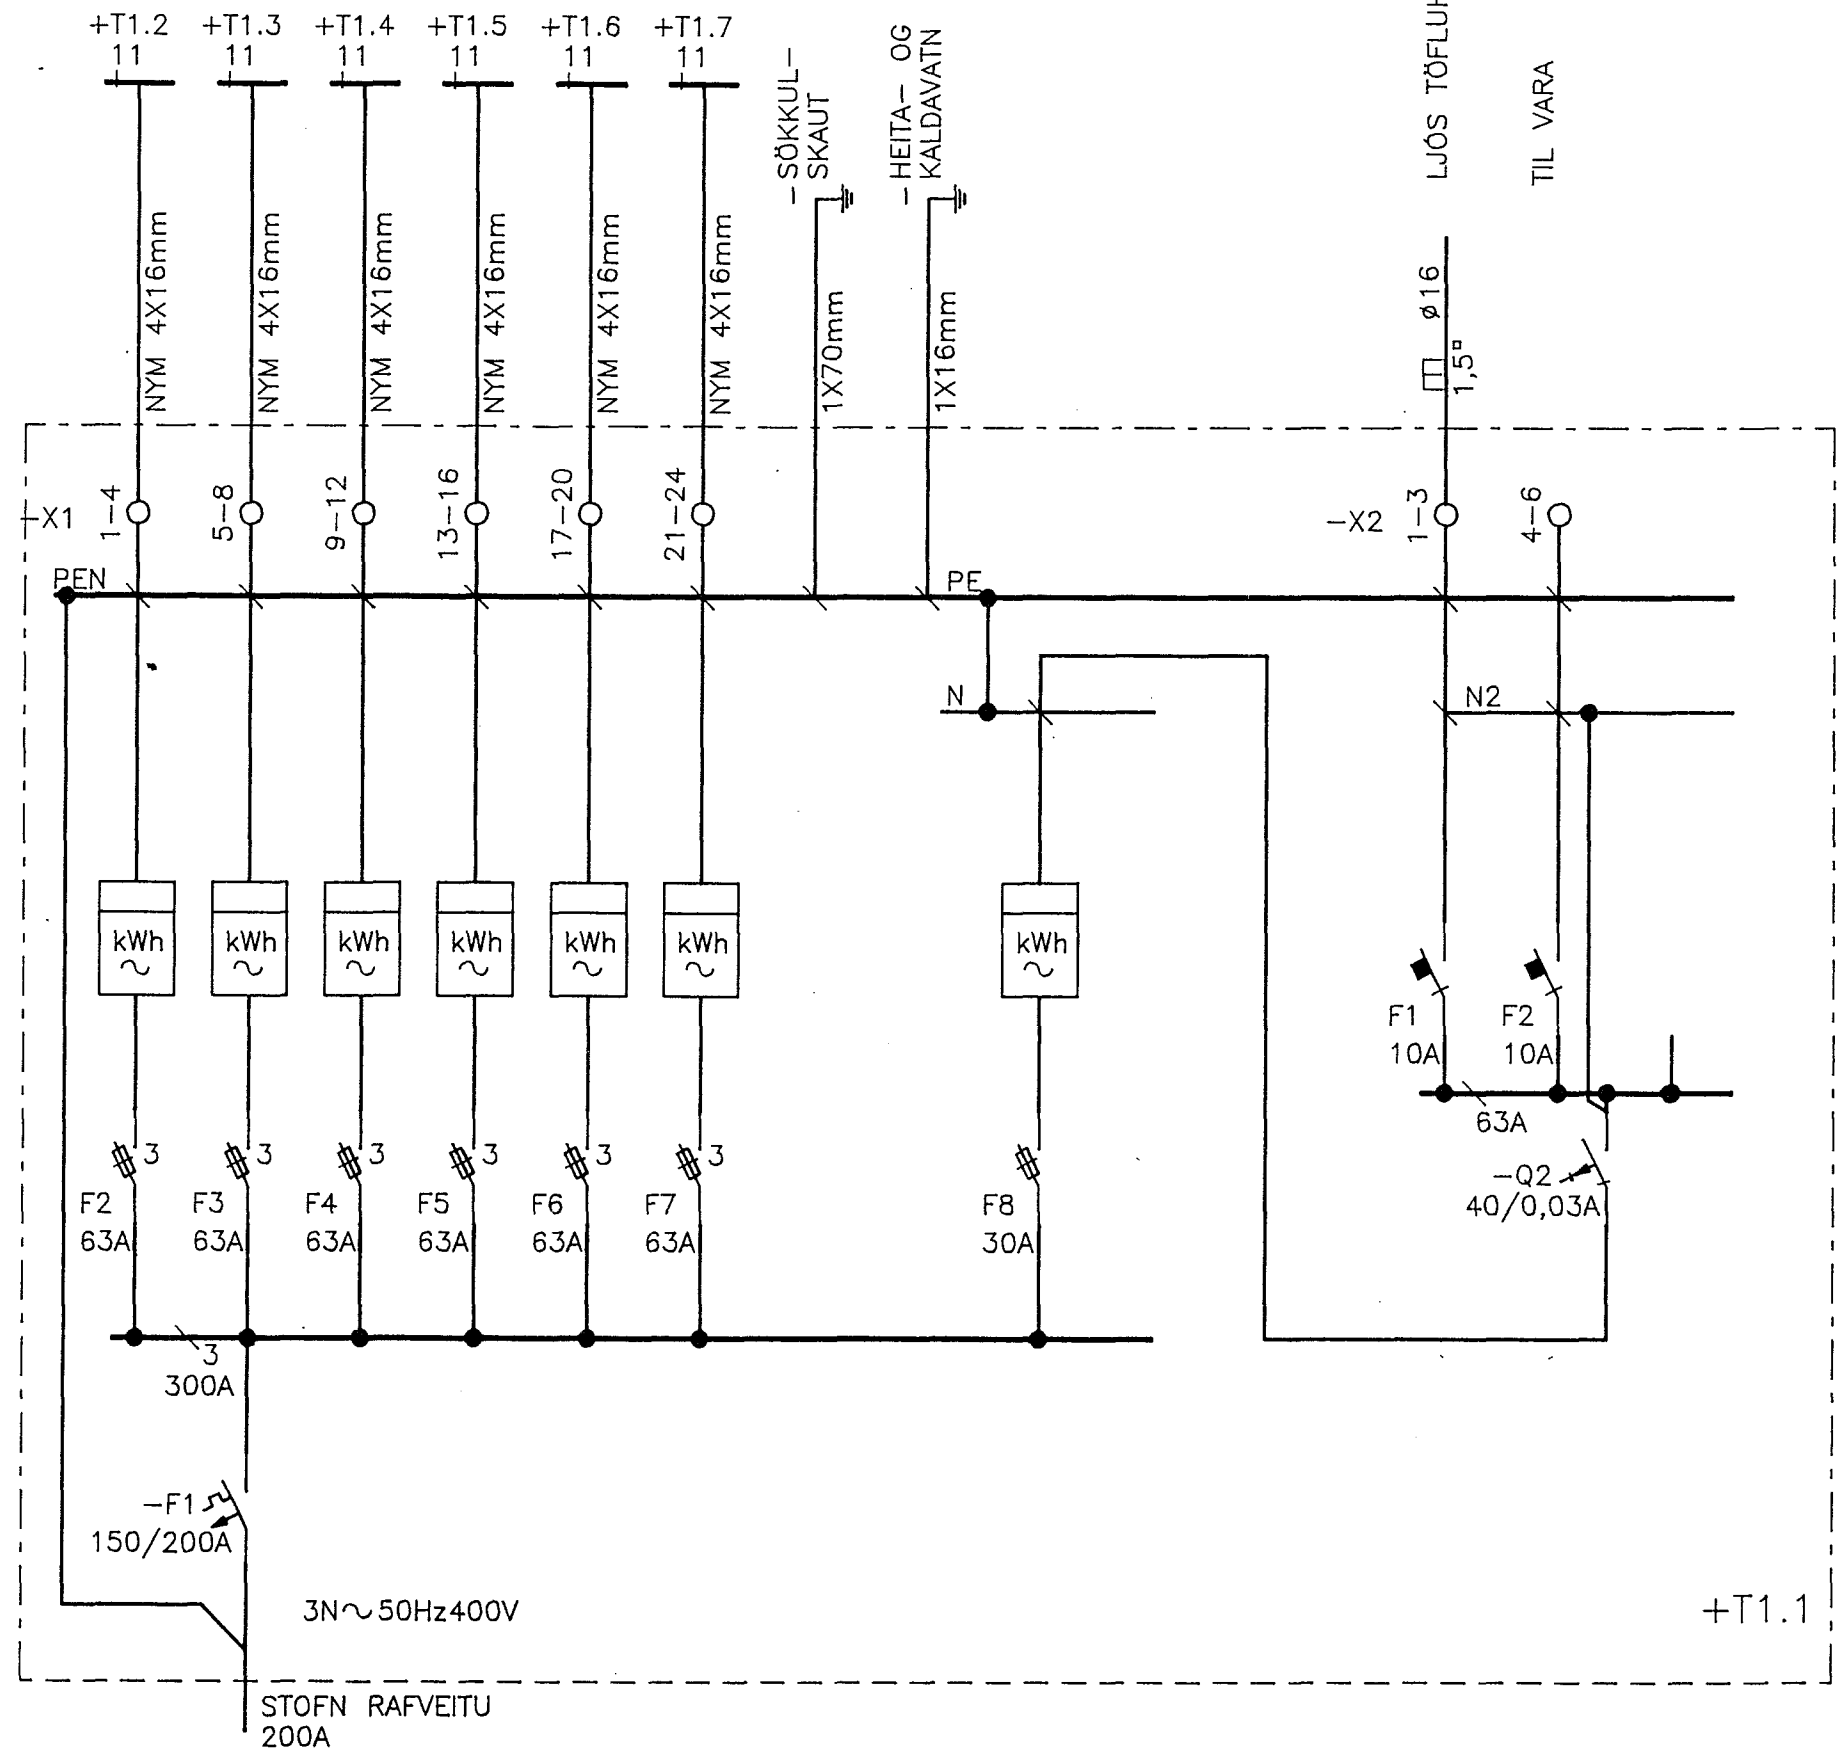 +T1.2
11
+T1.3
11
+T1.4
11
+T1.5
11
+T1.6
11
+T1.7
11
-SÖKKUL-
SKAUT
-HEITA- OG
KALDAVATN
LJÓS
TIL VARA
NYM 4X16mm
NYM 4X16mm
NYM 4X16mm
NYM 4X16mm
NYM 4X16mm
NYM 4X16mm
1X70mm
1X16mm
ø16
1,5▫
-X1
1-4
5-8
9-12
13-16
17-20
21-24
-X2
1-3
4-6
PEN
PE
N
N2
kWh
~
kWh
~
kWh
~
kWh
~
kWh
~
kWh
~
kWh
~
F1
10A
F2
10A
63A
-Q2
40/0,03A
3
F2
63A
3
F3
63A
3
F4
63A
3
F5
63A
3
F6
63A
3
F7
63A
F8
30A
3
300A
-F1
150/200A
3N~50Hz400V
+T1.1
STOFN RAFVEITU
200A